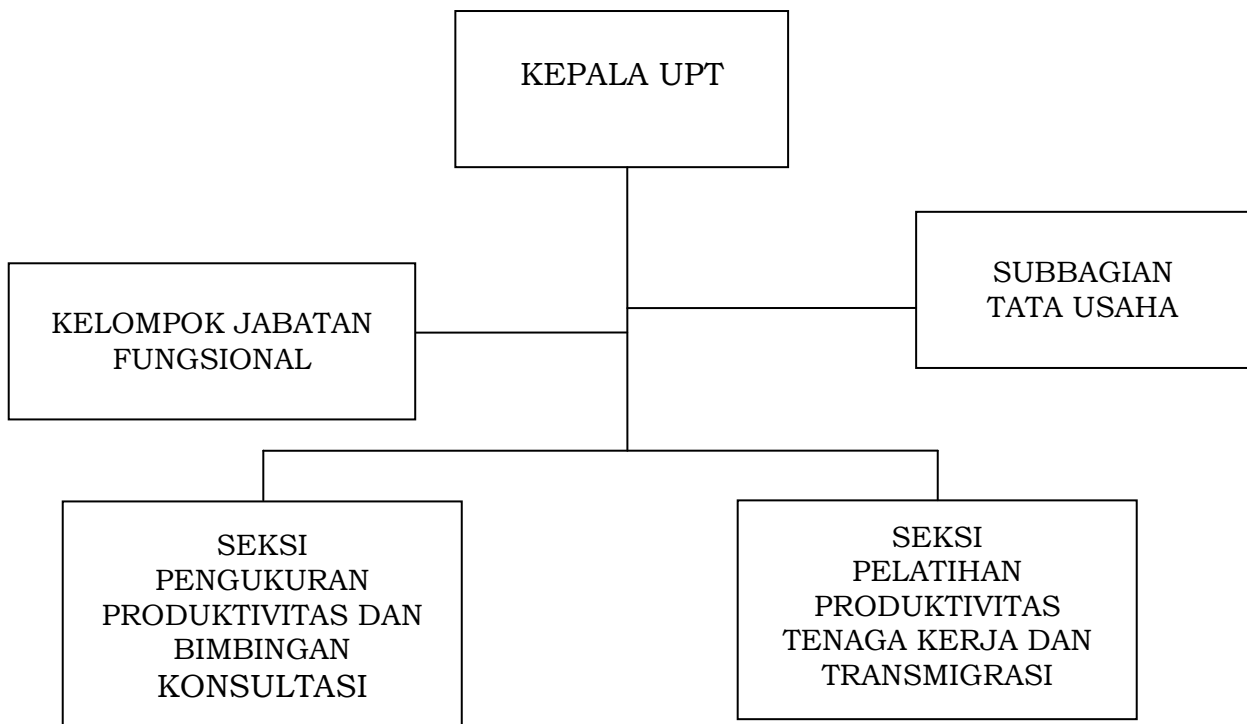 KEPALA UPT
SUBBAGIAN
TATA USAHA
KELOMPOK JABATAN
FUNGSIONAL
SEKSI
PENGUKURAN
PRODUKTIVITAS DAN
BIMBINGAN
KONSULTASI
SEKSI
PELATIHAN
PRODUKTIVITAS
TENAGA KERJA DAN
TRANSMIGRASI